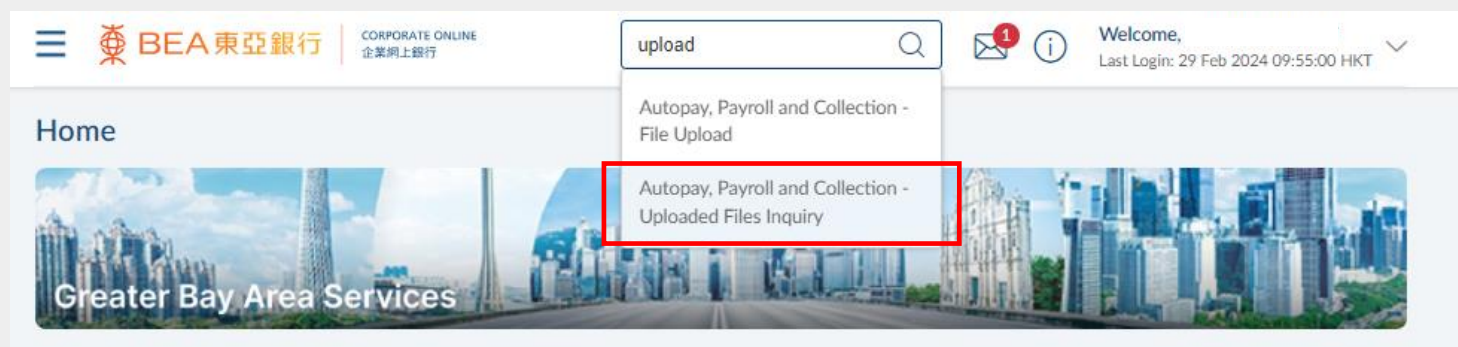 BEA東亞銀行
CORPORATE ONLINE
企業網上銀行
upload
1
Welcome,
Last Login: 29 Feb 2024 09:55:00 HKT
Autopay, Payroll and Collection -
File Upload
Autopay, Payroll and Collection -
Uploaded Files Inquiry
Home
Greater Bay Area Services